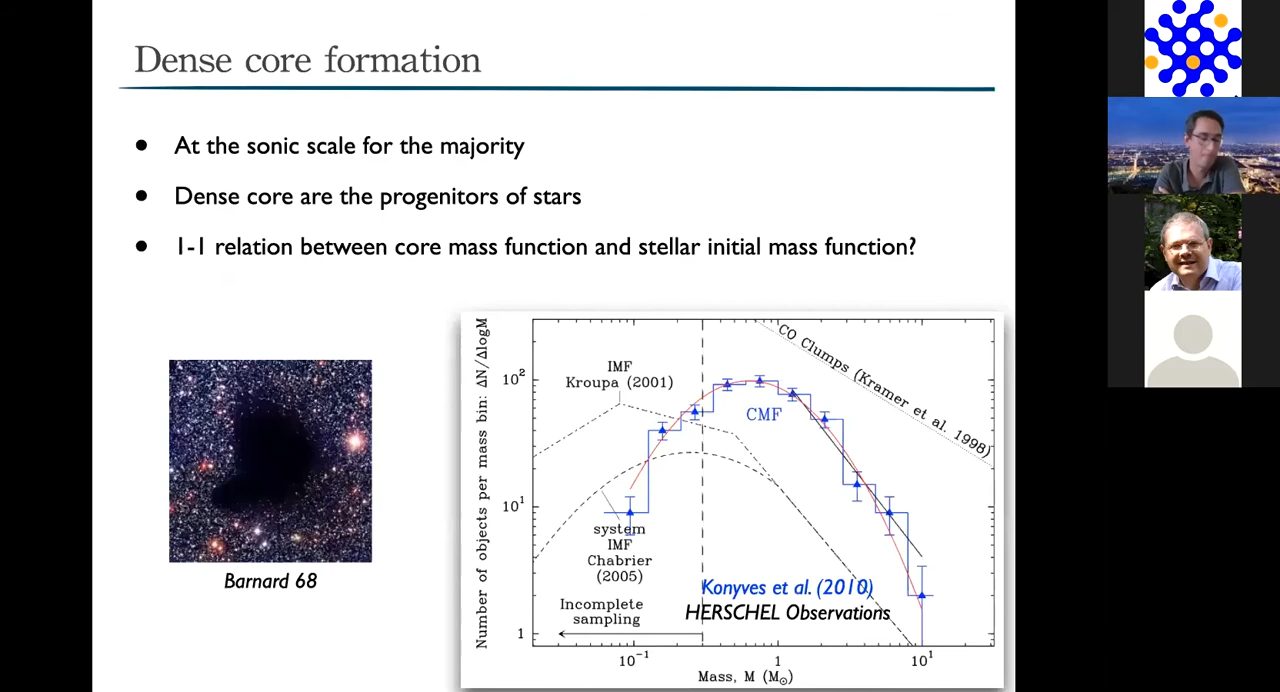 Dense core formation
● At the sonic scale for the majority
● Dense core are the progenitors of stars
● 1-1 relation between core mass function and stellar initial mass function?
Barnard 68
Number of objects per mass bin: ΔN/ΔlogM
10²
10¹
1
IMF
Kroupa (2001)
CO Clumps (Kramer et al. 1998)
CMF
system
IMF
Chabrier
(2005)
Konyves et al. (2010)
HERSCHEL Observations
Incomplete
sampling
10⁻¹
1
10¹
Mass, M (M⊙)